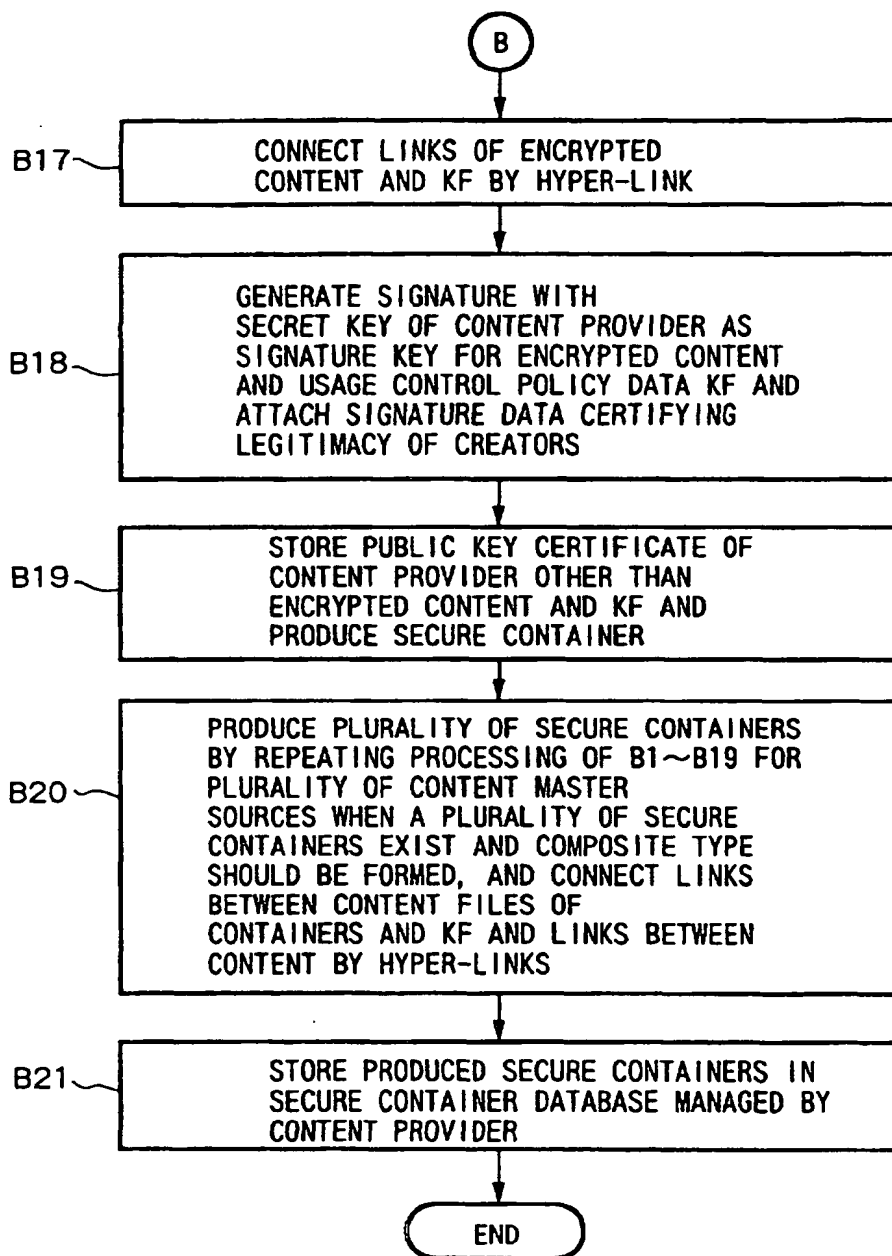 B
B17
CONNECT LINKS OF ENCRYPTED
CONTENT AND KF BY HYPER-LINK
B18
GENERATE SIGNATURE WITH
SECRET KEY OF CONTENT PROVIDER AS
SIGNATURE KEY FOR ENCRYPTED CONTENT
AND USAGE CONTROL POLICY DATA KF AND
ATTACH SIGNATURE DATA CERTIFYING
LEGITIMACY OF CREATORS
B19
STORE PUBLIC KEY CERTIFICATE OF
CONTENT PROVIDER OTHER THAN
ENCRYPTED CONTENT AND KF AND
PRODUCE SECURE CONTAINER
B20
PRODUCE PLURALITY OF SECURE CONTAINERS
BY REPEATING PROCESSING OF B1~B19 FOR
PLURALITY OF CONTENT MASTER
SOURCES WHEN A PLURALITY OF SECURE
CONTAINERS EXIST AND COMPOSITE TYPE
SHOULD BE FORMED, AND CONNECT LINKS
BETWEEN CONTENT FILES OF
CONTAINERS AND KF AND LINKS BETWEEN
CONTENT BY HYPER-LINKS
B21
STORE PRODUCED SECURE CONTAINERS IN
SECURE CONTAINER DATABASE MANAGED BY
CONTENT PROVIDER
END